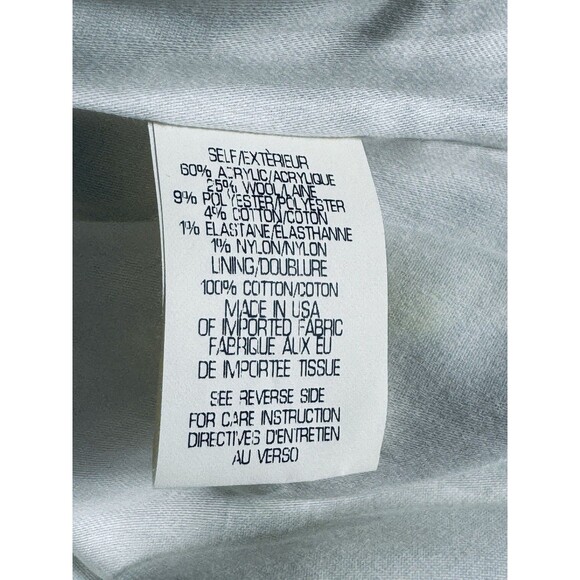 SELF/EXTÈRIEUR
60% ACRYLIC/ACRYLIQUE
25% WOOL/LAINE
9% POLYESTER/POLYESTER
4% COTTON/COTON
1% ELASTANE/ÉLASTHANNE
1% NYLON/NYLON
LINING/DOUBLURE
100% COTTON/COTON
MADE IN USA
OF IMPORTED FABRIC
FABRIQUE AUX EU
DE IMPORTEE TISSUE
SEE REVERSE SIDE
FOR CARE INSTRUCTION
DIRECTIVES D'ENTRETIEN
AU VERSO